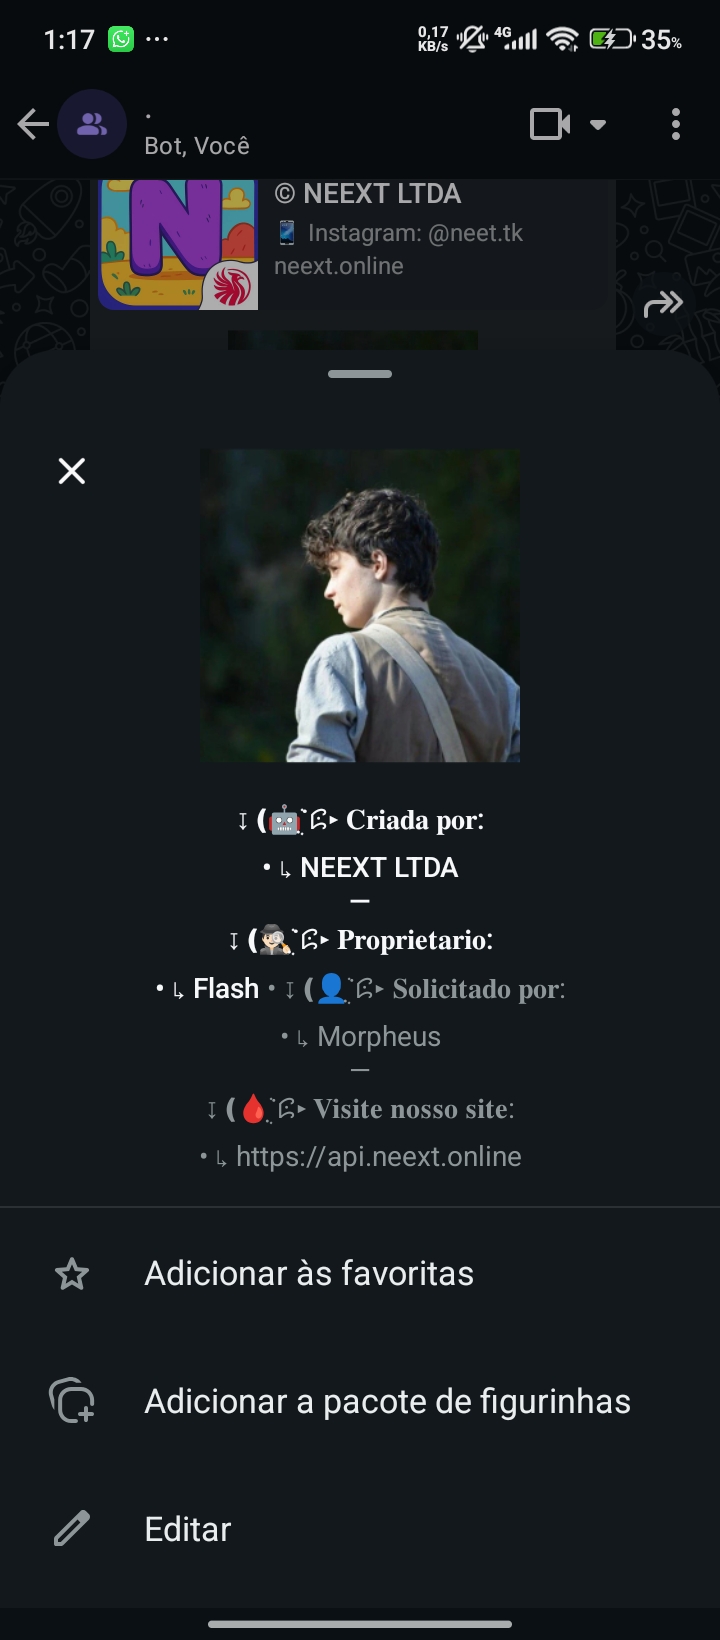 1:17
0,17
KB/s
4G
35%
.
Bot, Você
N
© NEEXT LTDA
📱 Instagram: @neet.tk
neext.online
↧ (🤖 ꪳꪶ▸ 𝐂𝐫𝐢𝐚𝐝𝐚 𝐩𝐨𝐫:
• ↳ NEEXT LTDA
—
↧ (🕵🏻‍♂️ ꪳꪶ▸ 𝐏𝐫𝐨𝐩𝐫𝐢𝐞𝐭𝐚𝐫𝐢𝐨:
• ↳ Flash • ↧ (👤 ꪳꪶ▸ 𝐒𝐨𝐥𝐢𝐜𝐢𝐭𝐚𝐝𝐨 𝐩𝐨𝐫:
• ↳ Morpheus
—
↧ (🩸 ꪳꪶ▸ 𝐕𝐢𝐬𝐢𝐭𝐞 𝐧𝐨𝐬𝐬𝐨 𝐬𝐢𝐭𝐞:
• ↳ https://api.neext.online
Adicionar às favoritas
Adicionar a pacote de figurinhas
Editar